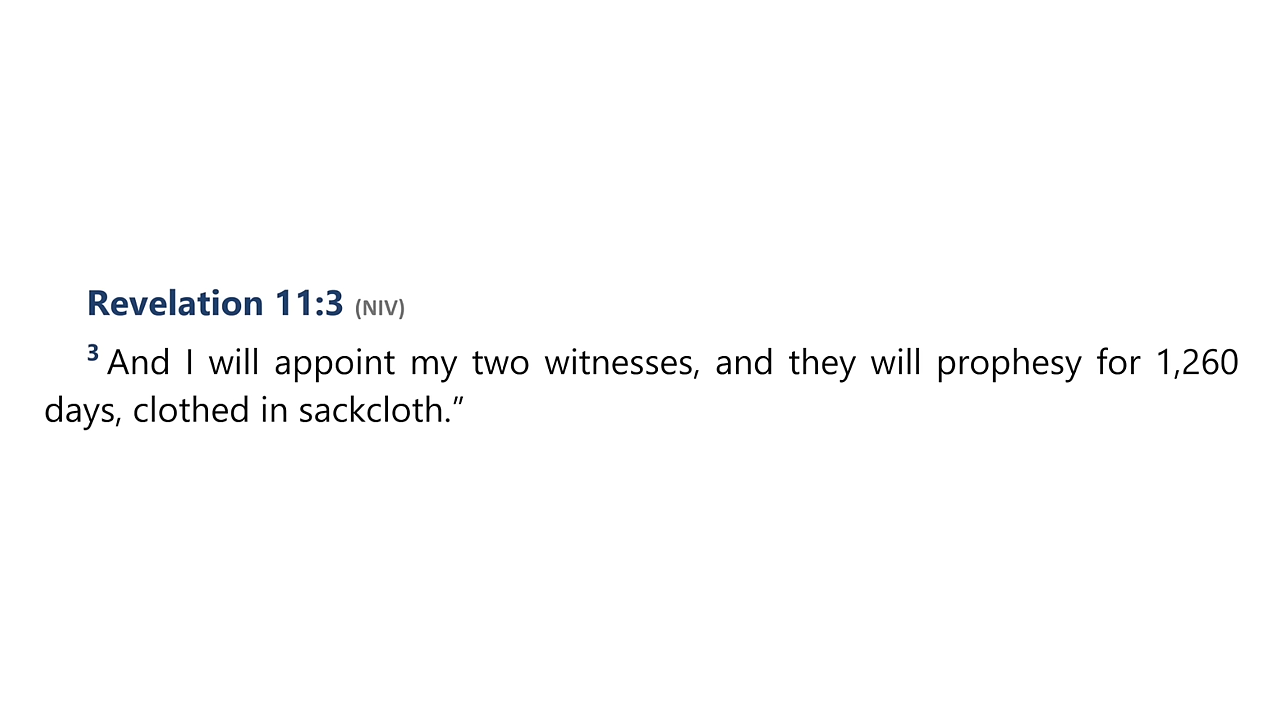 Revelation 11:3 (NIV)
3 And I will appoint my two witnesses, and they will prophesy for 1,260
days, clothed in sackcloth.”